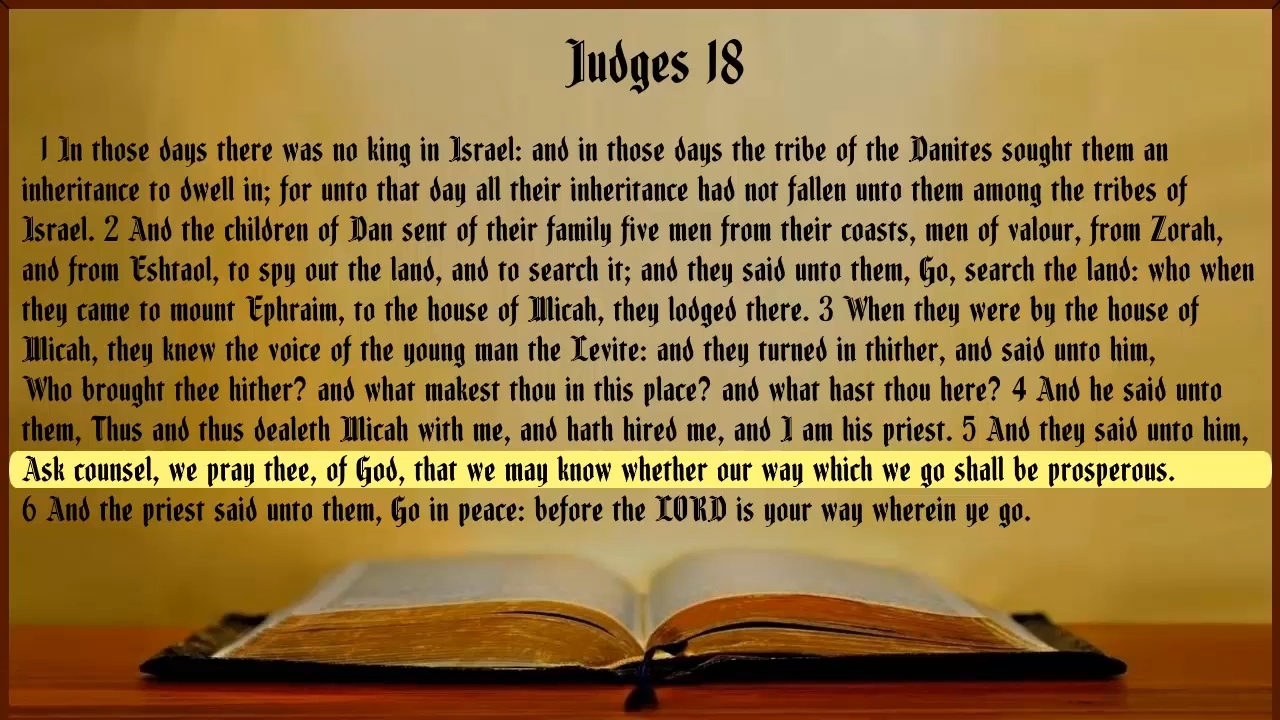 Judges 18
1 In those days there was no king in Israel: and in those days the tribe of the Danites sought them an
inheritance to dwell in; for unto that day all their inheritance had not fallen unto them among the tribes of
Israel. 2 And the children of Dan sent of their family five men from their coasts, men of valour, from Zorah,
and from Eshtaol, to spy out the land, and to search it; and they said unto them, Go, search the land: who when
they came to mount Ephraim, to the house of Micah, they lodged there. 3 When they were by the house of
Micah, they knew the voice of the young man the Levite: and they turned in thither, and said unto him,
Who brought thee hither? and what makest thou in this place? and what hast thou here? 4 And he said unto
them, Thus and thus dealeth Micah with me, and hath hired me, and I am his priest. 5 And they said unto him,
Ask counsel, we pray thee, of God, that we may know whether our way which we go shall be prosperous.
6 And the priest said unto them, Go in peace: before the LORD is your way wherein ye go.